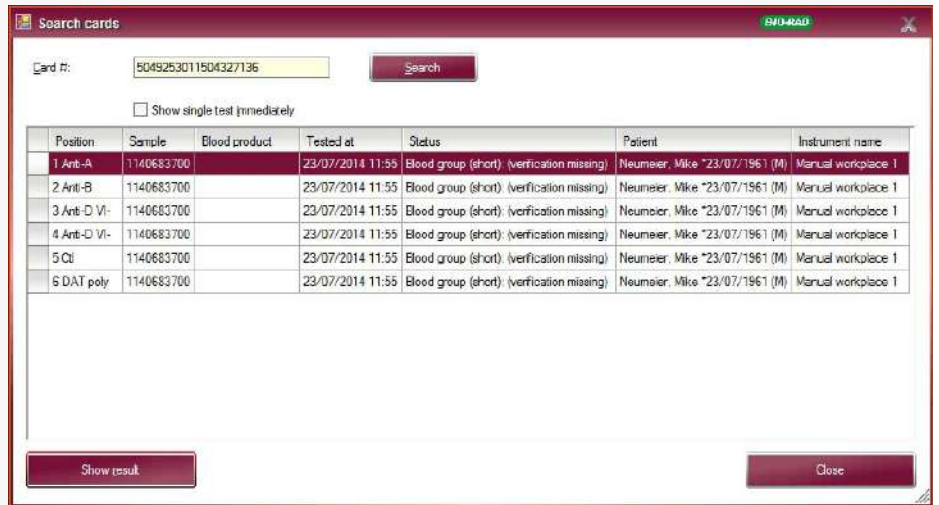 Search cards BIO-RAD
Card #: 5049253011504327136 Search
Show single test immediately
Position Sample Blood product Tested at Status Patient Instrument name
1 Anti-A 1140683700 23/07/2014 11:55 Blood group (short): (verfication missing) Neumeier, Mike *23/07/1961 (M) Manual workplace 1
2 Anti-B 1140683700 23/07/2014 11:55 Blood group (short): (verfication missing) Neumeier, Mike *23/07/1961 (M) Manual workplace 1
3 Anti-D VI- 1140683700 23/07/2014 11:55 Blood group (short): (verfication missing) Neumeier, Mike *23/07/1961 (M) Manual workplace 1
4 Anti-D VI- 1140683700 23/07/2014 11:55 Blood group (short): (verfication missing) Neumeier, Mike *23/07/1961 (M) Manual workplace 1
5 Ctl 1140683700 23/07/2014 11:55 Blood group (short): (verfication missing) Neumeier, Mike *23/07/1961 (M) Manual workplace 1
6 DAT poly 1140683700 23/07/2014 11:55 Blood group (short): (verfication missing) Neumeier, Mike *23/07/1961 (M) Manual workplace 1
Show result Close